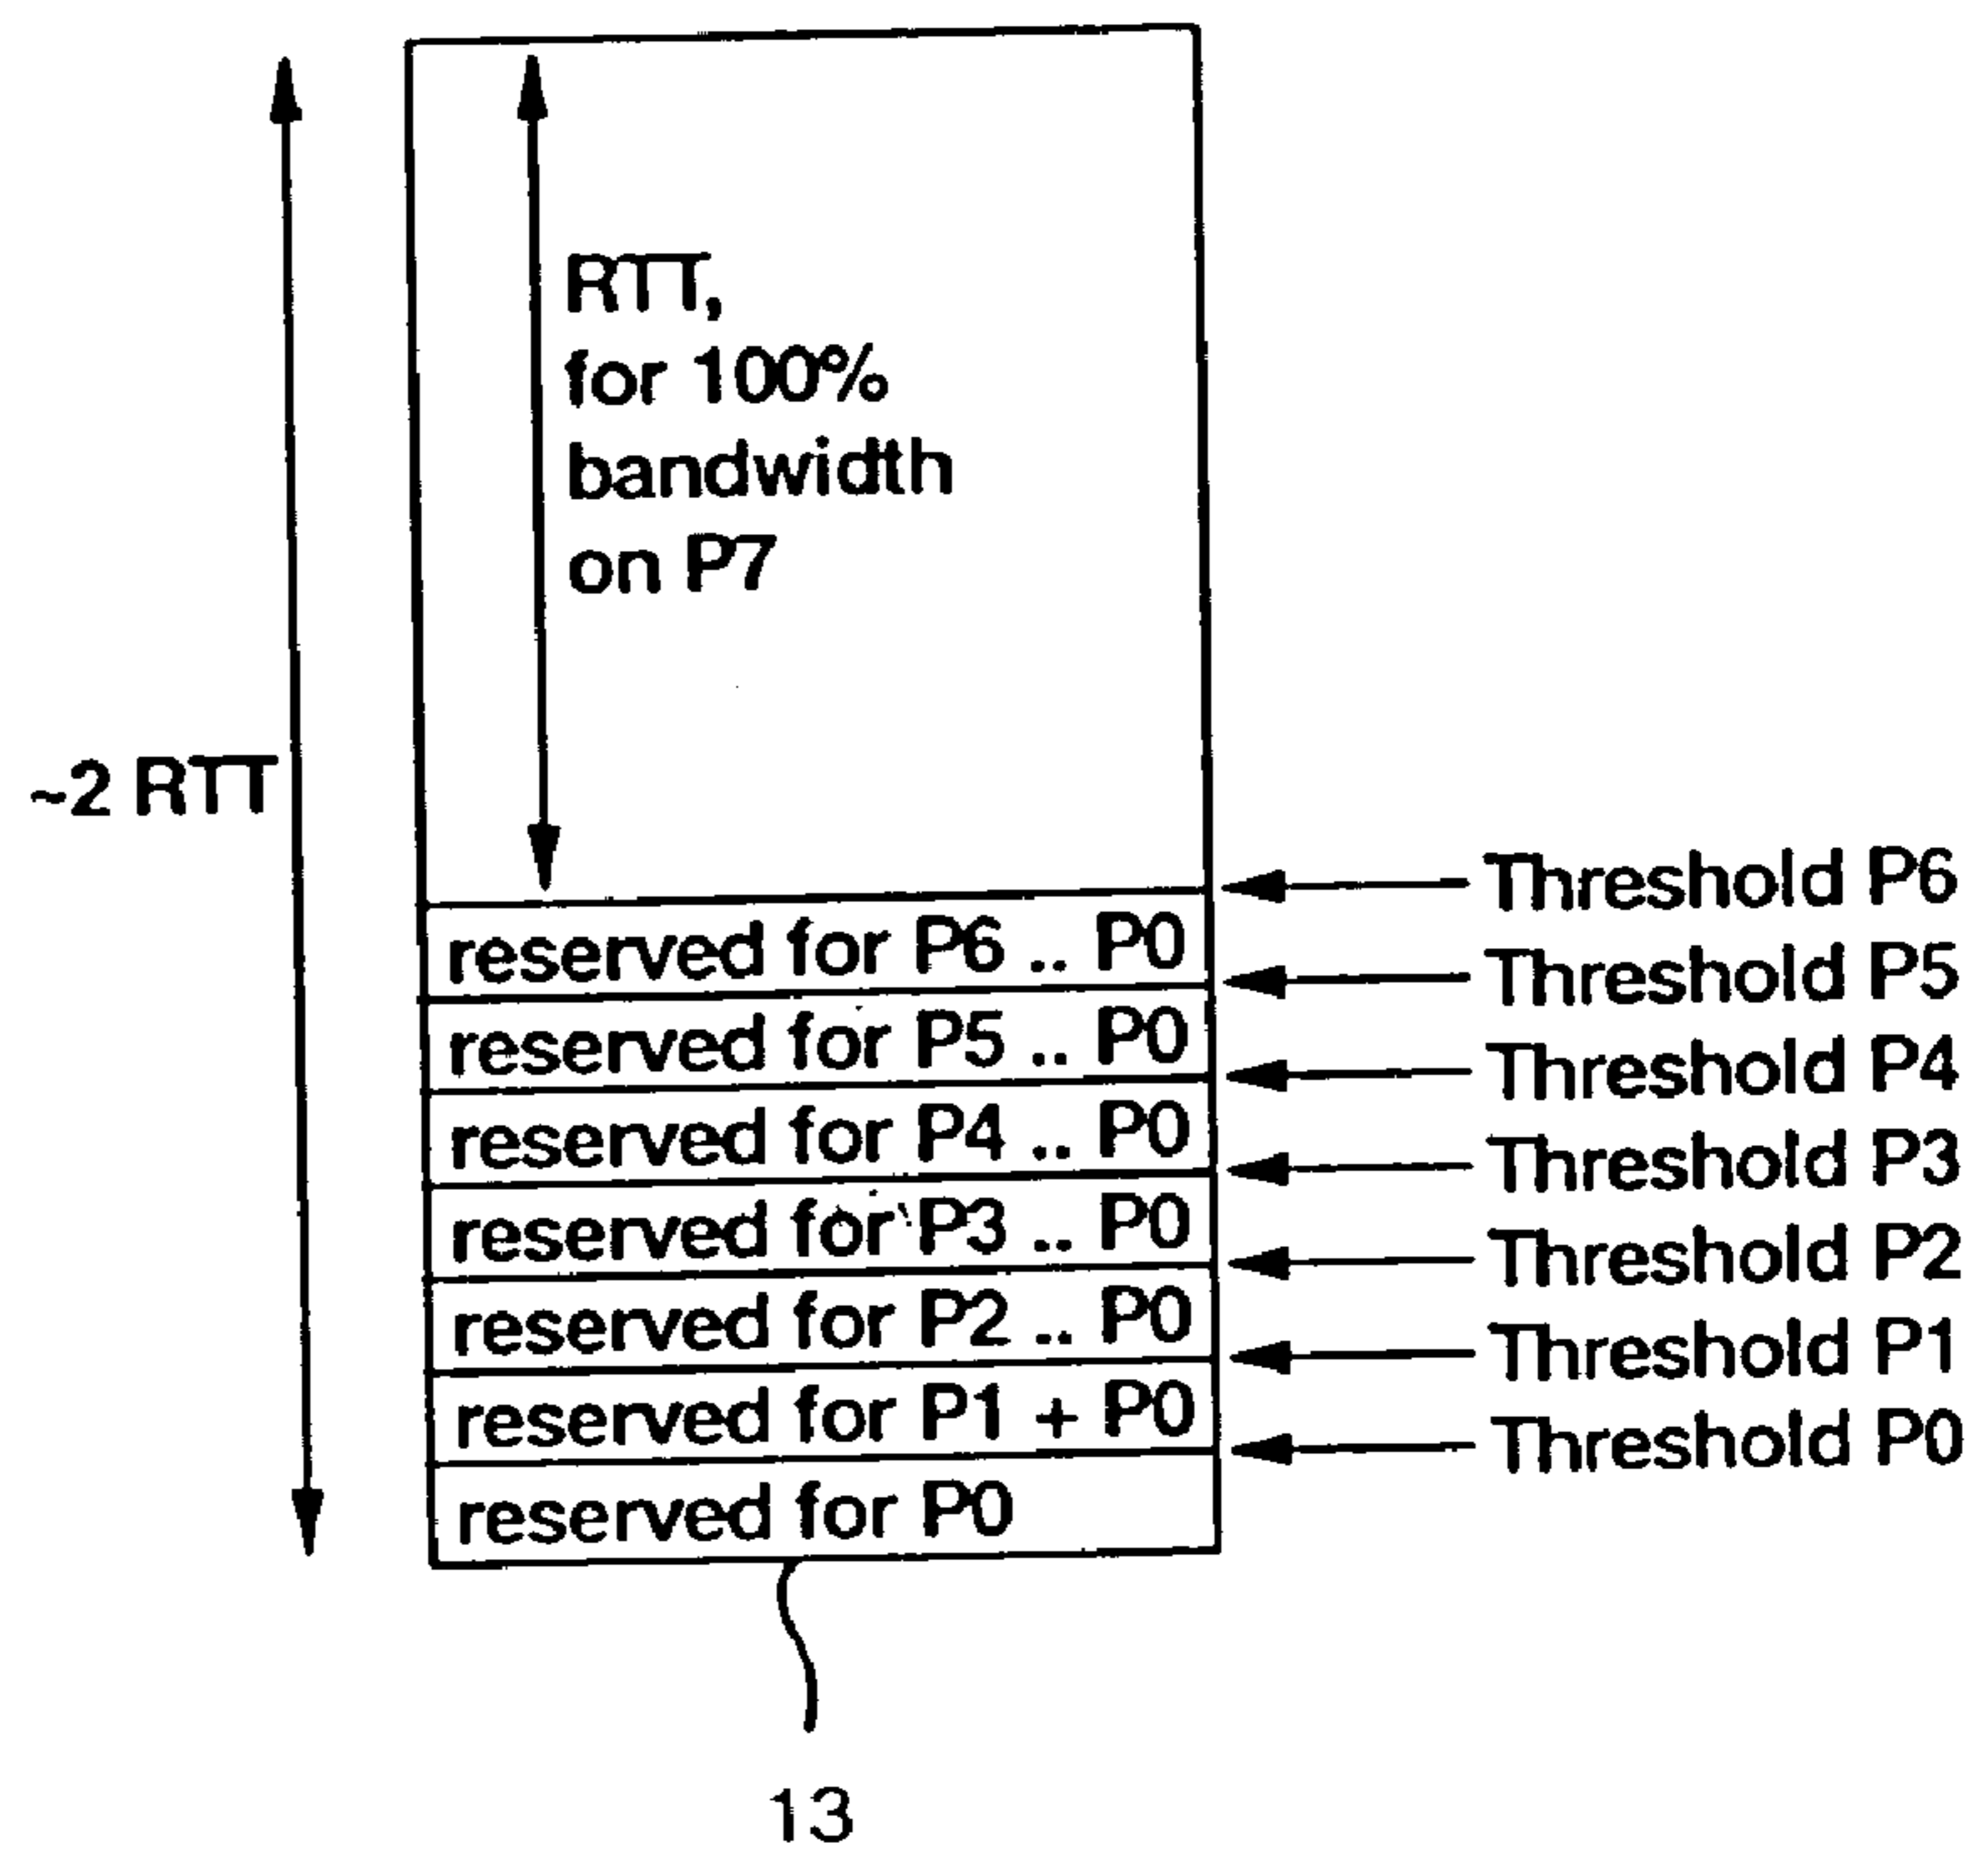 RTT,
for 100%
bandwidth
on P7
~2 RTT
Threshold P6
reserved for P6 .. P0
Threshold P5
reserved for P5 .. P0
Threshold P4
reserved for P4 .. P0
Threshold P3
reserved for P3 .. P0
Threshold P2
reserved for P2 .. P0
Threshold P1
reserved for P1 + P0
Threshold P0
reserved for P0
13